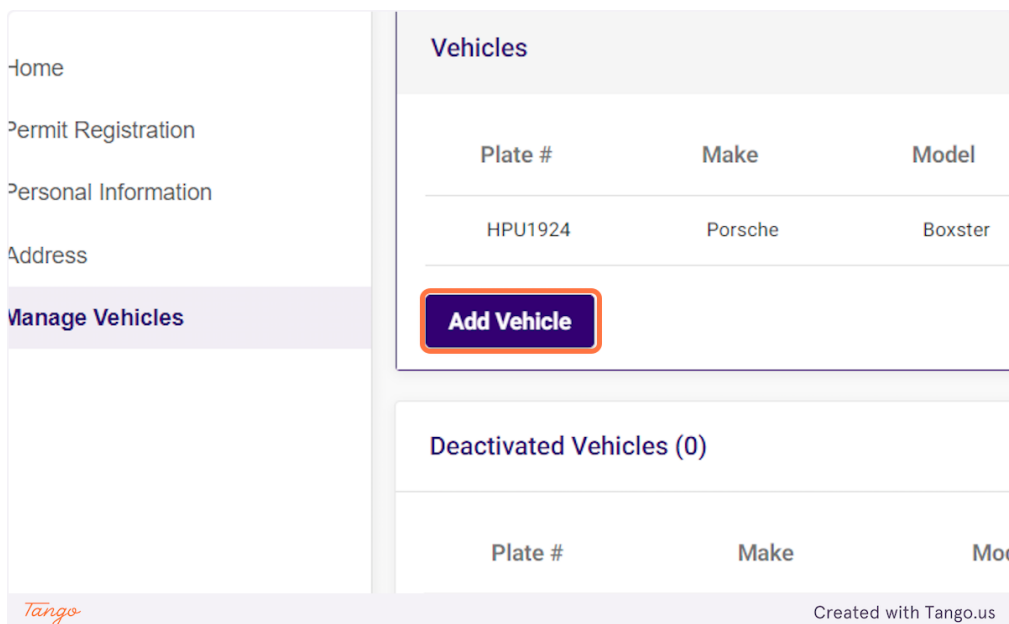 Home
Permit Registration
Personal Information
Address
Manage Vehicles
Vehicles
Plate # Make Model
HPU1924 Porsche Boxster
Add Vehicle
Deactivated Vehicles (0)
Plate # Make
Tango Created with Tango.us